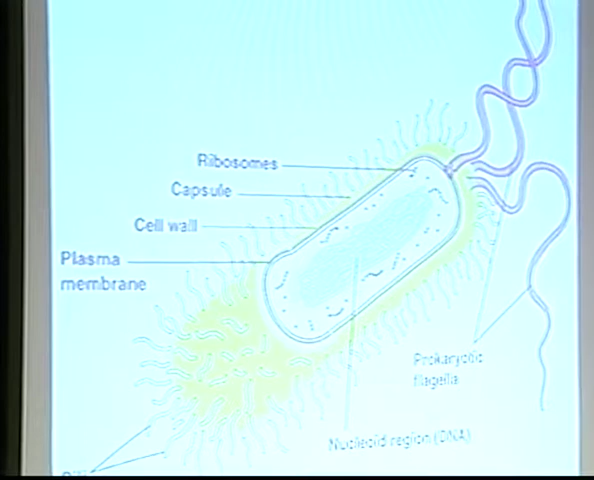 Ribosomes
Capsule
Cell wall
Plasma
membrane
Prokaryotic
flagella
Nucleoid region (DNA)